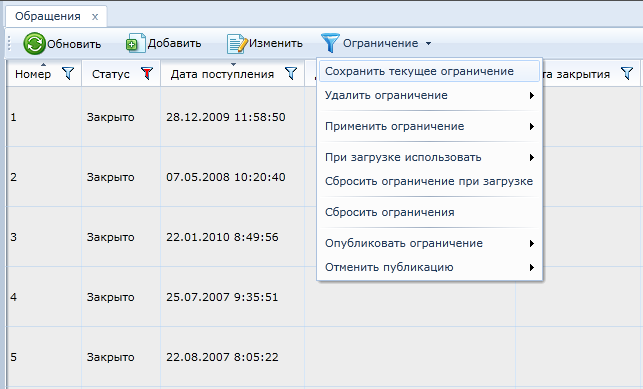 Обращения x
Обновить Добавить Изменить Ограничение
Номер Статус Дата поступления та закрытия
Сохранить текущее ограничение
Удалить ограничение
Применить ограничение
При загрузке использовать
Сбросить ограничение при загрузке
Сбросить ограничения
Опубликовать ограничение
Отменить публикацию
1 Закрыто 28.12.2009 11:58:50
2 Закрыто 07.05.2008 10:20:40
3 Закрыто 22.01.2010 8:49:56
4 Закрыто 25.07.2007 9:35:51
5 Закрыто 22.08.2007 8:05:22